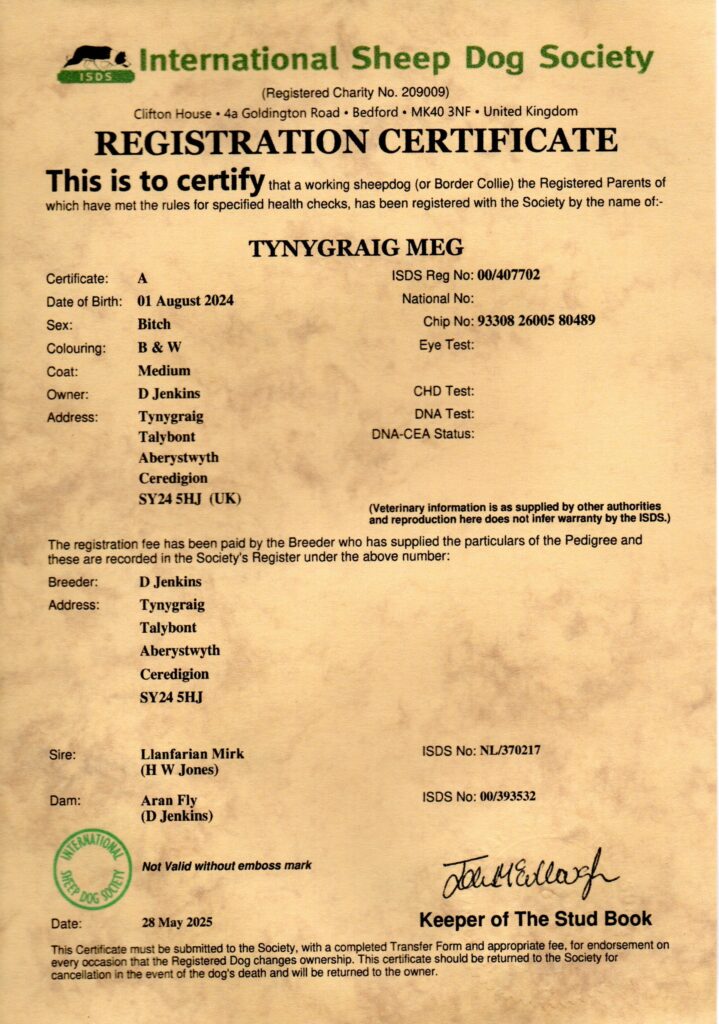 ISDS
International Sheep Dog Society
(Registered Charity No. 209009)
Clifton House • 4a Goldington Road • Bedford • MK40 3NF • United Kingdom
REGISTRATION CERTIFICATE
This is to certify that a working sheepdog (or Border Collie) the Registered Parents of
which have met the rules for specified health checks, has been registered with the Society by the name of:-
TYNYGRAIG MEG
Certificate: A
ISDS Reg No: 00/407702
Date of Birth: 01 August 2024
National No:
Sex: Bitch
Chip No: 93308 26005 80489
Colouring: B & W
Eye Test:
Coat: Medium
Owner: D Jenkins
CHD Test:
Address: Tynygraig
DNA Test:
Talybont
DNA-CEA Status:
Aberystwyth
Ceredigion
SY24 5HJ (UK)
(Veterinary information is as supplied by other authorities
and reproduction here does not infer warranty by the ISDS.)
The registration fee has been paid by the Breeder who has supplied the particulars of the Pedigree and
these are recorded in the Society's Register under the above number:
Breeder: D Jenkins
Address: Tynygraig
Talybont
Aberystwyth
Ceredigion
SY24 5HJ
Sire: Llanfarian Mirk
ISDS No: NL/370217
(H W Jones)
Dam: Aran Fly
ISDS No: 00/393532
(D Jenkins)
INTERNATIONAL
SHEEP DOG SOCIETY
Not Valid without emboss mark
Keeper of The Stud Book
Date: 28 May 2025
This Certificate must be submitted to the Society, with a completed Transfer Form and appropriate fee, for endorsement on
every occasion that the Registered Dog changes ownership. This certificate should be returned to the Society for
cancellation in the event of the dog's death and will be returned to the owner.